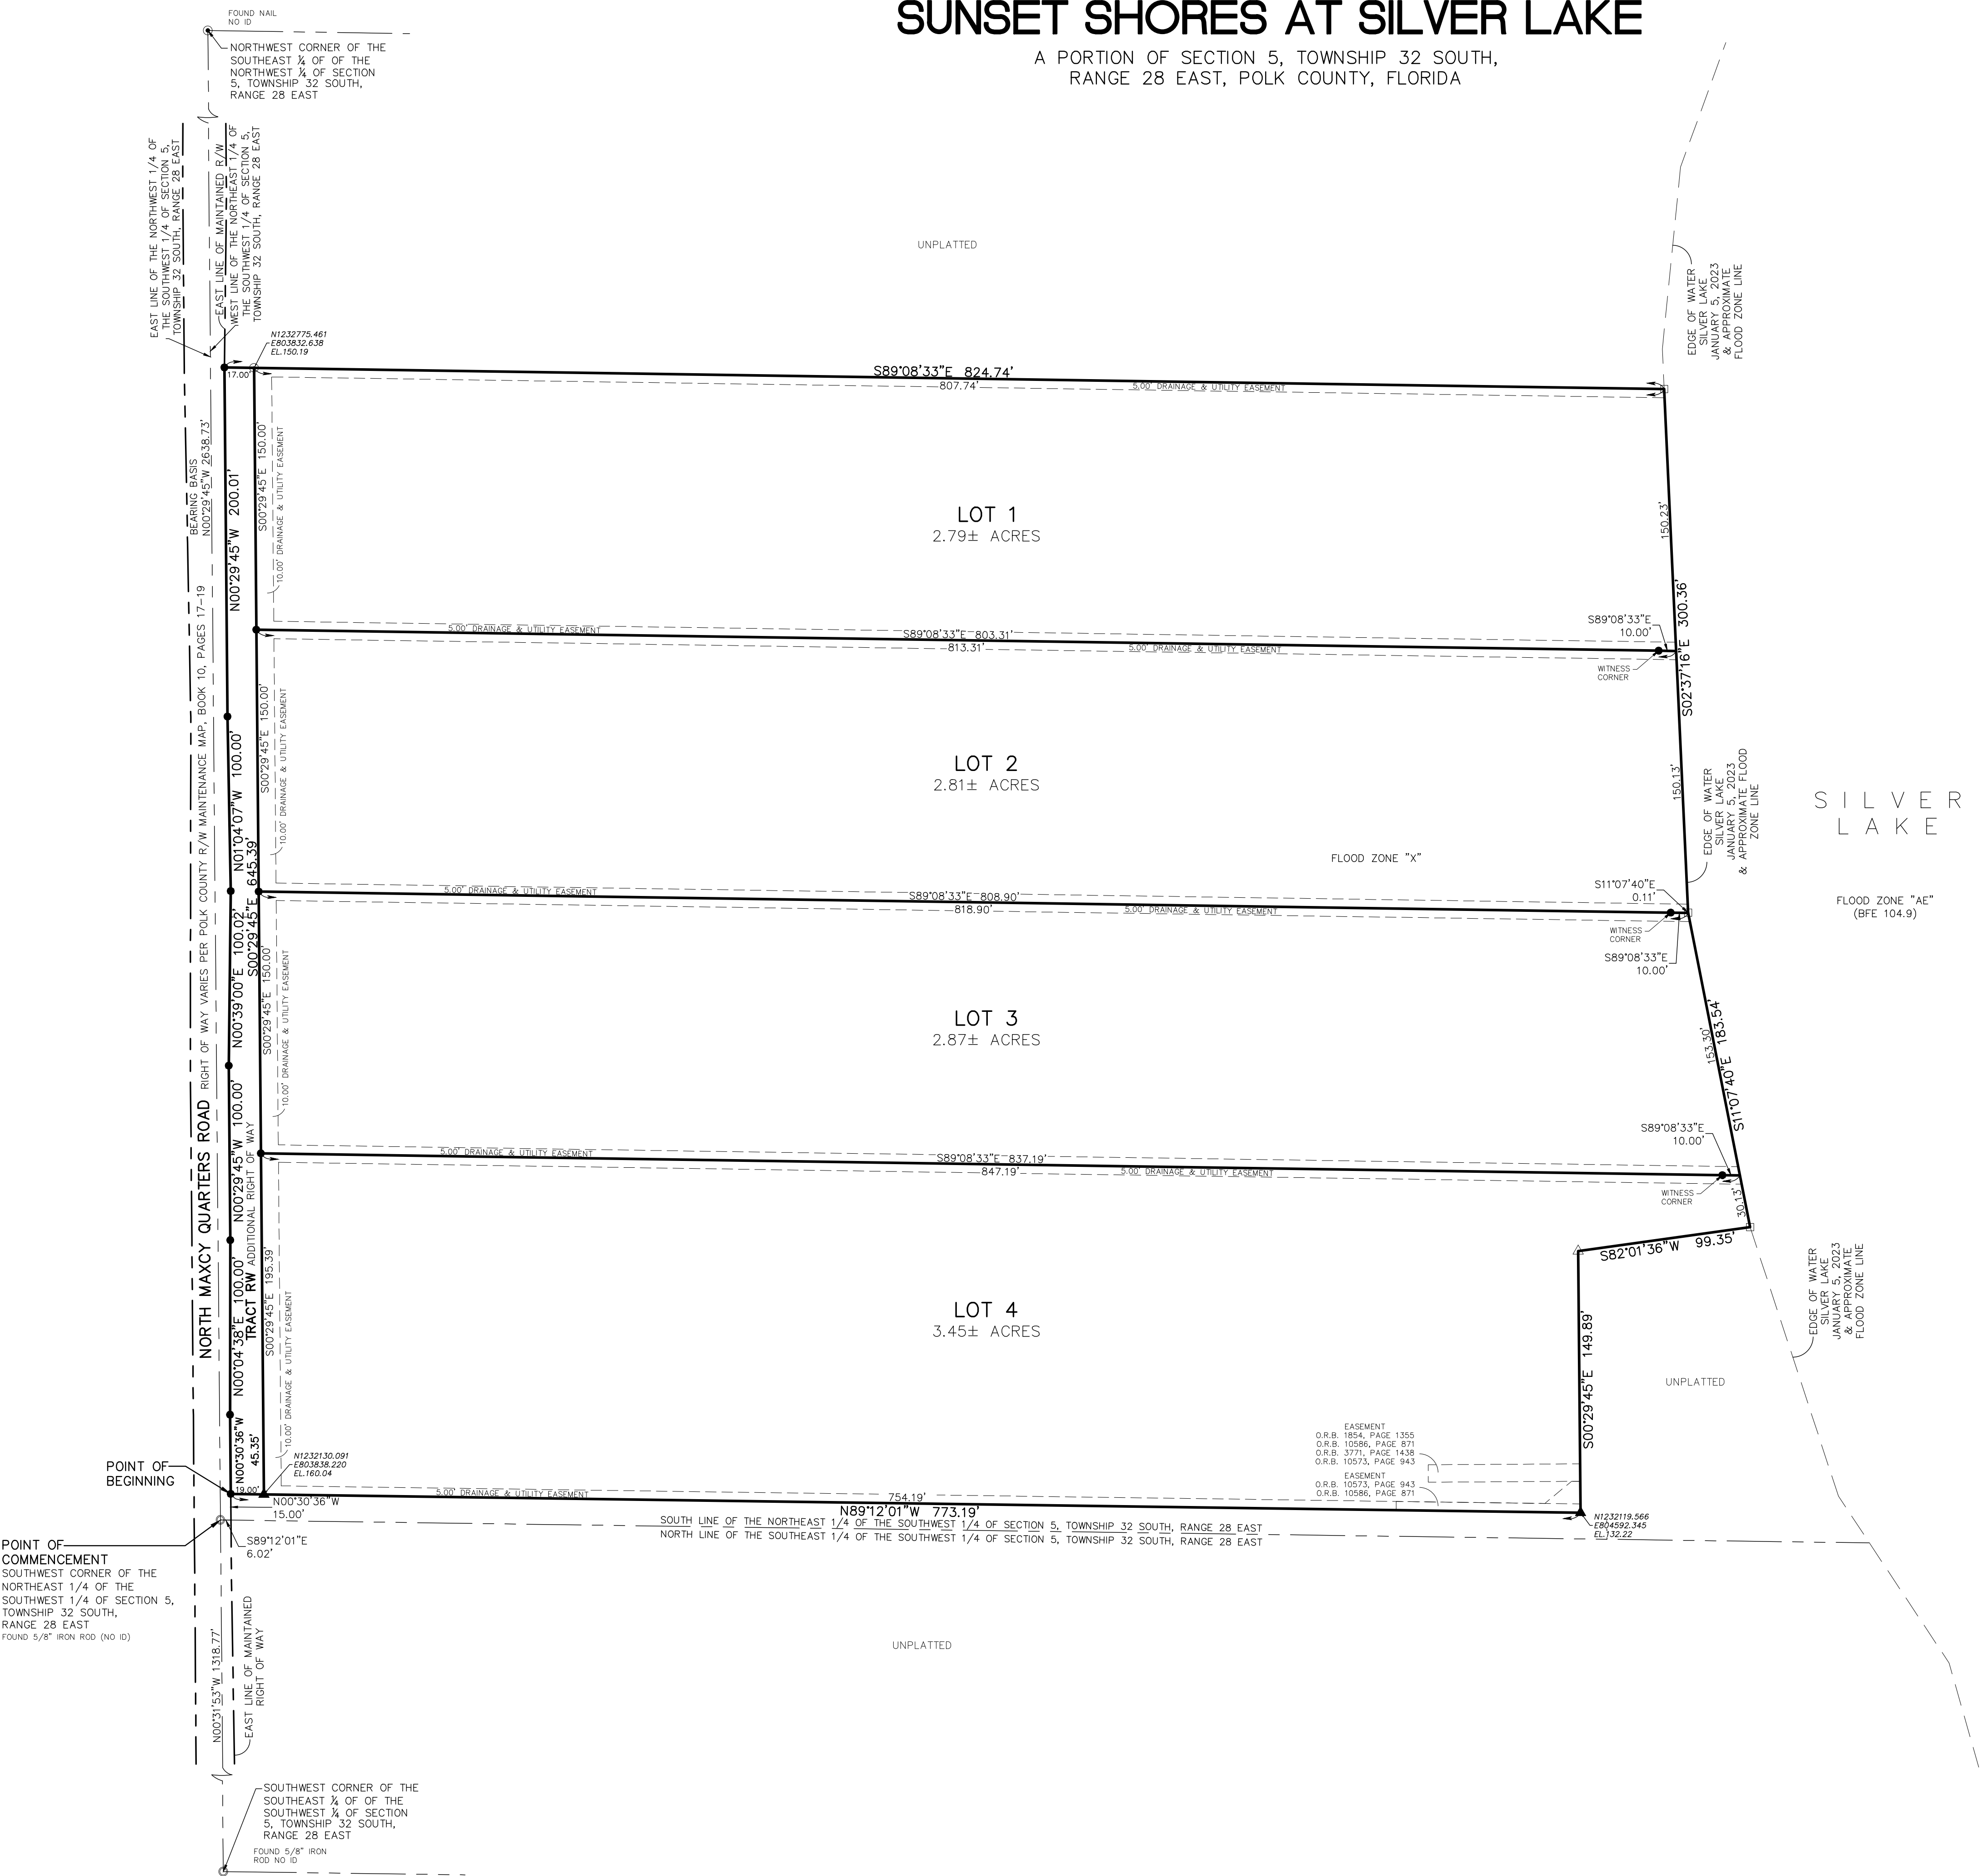 SUNSET SHORES AT SILVER LAKE
A PORTION OF SECTION 5, TOWNSHIP 32 SOUTH,
RANGE 28 EAST, POLK COUNTY, FLORIDA
FOUND NAIL
NO ID
NORTHWEST CORNER OF THE
SOUTHEAST ¼ OF OF THE
NORTHWEST ¼ OF SECTION
5, TOWNSHIP 32 SOUTH,
RANGE 28 EAST
EAST LINE OF THE NORTHWEST 1/4 OF
THE SOUTHWEST 1/4 OF SECTION 5,
TOWNSHIP 32 SOUTH, RANGE 28 EAST
EAST LINE OF MAINTAINED R/W
WEST LINE OF THE NORTHEAST 1/4 OF
THE SOUTHWEST 1/4 OF SECTION 5,
TOWNSHIP 32 SOUTH, RANGE 28 EAST
UNPLATTED
EDGE OF WATER
SILVER LAKE
JANUARY 5, 2023
& APPROXIMATE
FLOOD ZONE LINE
N1232775.461
E803832.638
EL.150.19
17.00'
S89°08'33"E 824.74'
807.74'
5.00' DRAINAGE & UTILITY EASEMENT
BEARING BASIS
N00°29'45"W 2638.73'
N00°29'45"W 200.01'
S00°29'45"E 150.00'
10.00' DRAINAGE & UTILITY EASEMENT
LOT 1
2.79± ACRES
150.23'
S02°37'16"E 300.36'
5.00' DRAINAGE & UTILITY EASEMENT
S89°08'33"E 803.31'
813.31'
5.00' DRAINAGE & UTILITY EASEMENT
S89°08'33"E
10.00'
WITNESS
CORNER
N01°04'07"W 100.00'
S00°29'45"E 150.00'
10.00' DRAINAGE & UTILITY EASEMENT
LOT 2
2.81± ACRES
150.13'
EDGE OF WATER
SILVER LAKE
JANUARY 5, 2023
& APPROXIMATE FLOOD
ZONE LINE
SILVER
LAKE
FLOOD ZONE "X"
FLOOD ZONE "AE"
(BFE 104.9)
5.00' DRAINAGE & UTILITY EASEMENT
S89°08'33"E 808.90'
818.90'
5.00' DRAINAGE & UTILITY EASEMENT
S11°07'40"E
0.11'
WITNESS
CORNER
S89°08'33"E
10.00'
N00°39'00"E 100.02'
S00°29'45"E 645.39'
S00°29'45"E 150.00'
10.00' DRAINAGE & UTILITY EASEMENT
LOT 3
2.87± ACRES
153.30'
S11°07'40"E 183.54'
NORTH MAXCY QUARTERS ROAD RIGHT OF WAY VARIES PER POLK COUNTY R/W MAINTENANCE MAP, BOOK 10, PAGES 17-19
N00°29'45"W 100.00'
5.00' DRAINAGE & UTILITY EASEMENT
S89°08'33"E 837.19'
847.19'
5.00' DRAINAGE & UTILITY EASEMENT
S89°08'33"E
10.00'
WITNESS
CORNER
30.13'
S82°01'36"W 99.35'
TRACT RW ADDITIONAL RIGHT OF WAY
N00°04'38"E 100.00'
S00°29'45"E 195.39'
10.00' DRAINAGE & UTILITY EASEMENT
LOT 4
3.45± ACRES
S00°29'45"E 149.89'
UNPLATTED
EDGE OF WATER
SILVER LAKE
JANUARY 5, 2023
& APPROXIMATE
FLOOD ZONE LINE
EASEMENT
O.R.B. 1854, PAGE 1355
O.R.B. 10586, PAGE 871
O.R.B. 3771, PAGE 1438
O.R.B. 10573, PAGE 943
EASEMENT
O.R.B. 10573, PAGE 943
O.R.B. 10586, PAGE 871
POINT OF
BEGINNING
N00°30'36"W
45.35'
N1232130.091
E803838.220
EL.160.04
19.00'
N00°30'36"W
15.00'
5.00' DRAINAGE & UTILITY EASEMENT
754.19'
N89°12'01"W 773.19'
N1232119.566
E804592.345
EL.132.22
SOUTH LINE OF THE NORTHEAST 1/4 OF THE SOUTHWEST 1/4 OF SECTION 5, TOWNSHIP 32 SOUTH, RANGE 28 EAST
NORTH LINE OF THE SOUTHEAST 1/4 OF THE SOUTHWEST 1/4 OF SECTION 5, TOWNSHIP 32 SOUTH, RANGE 28 EAST
S89°12'01"E
6.02'
POINT OF
COMMENCEMENT
SOUTHWEST CORNER OF THE
NORTHEAST 1/4 OF THE
SOUTHWEST 1/4 OF SECTION 5,
TOWNSHIP 32 SOUTH,
RANGE 28 EAST
FOUND 5/8" IRON ROD (NO ID)
N00°31'53"W 1318.77'
EAST LINE OF MAINTAINED
RIGHT OF WAY
UNPLATTED
SOUTHWEST CORNER OF THE
SOUTHEAST ¼ OF OF THE
SOUTHWEST ¼ OF SECTION
5, TOWNSHIP 32 SOUTH,
RANGE 28 EAST
FOUND 5/8" IRON
ROD NO ID